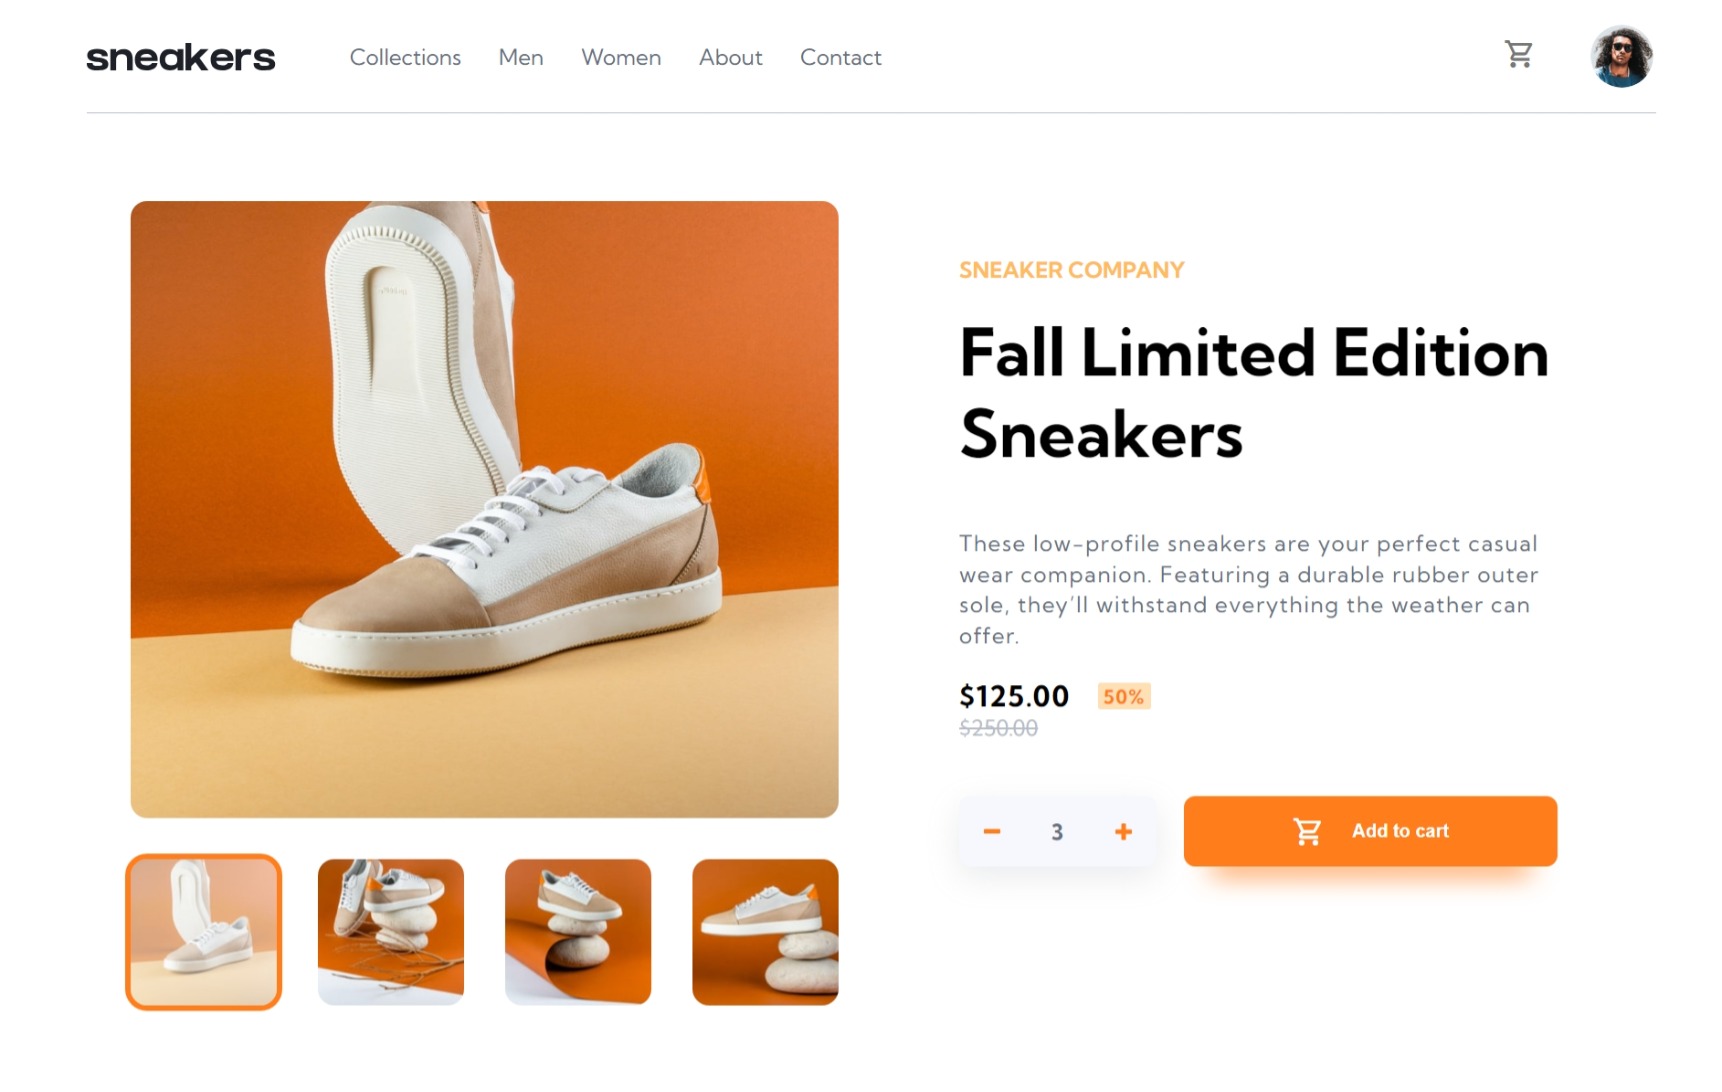 sneakers
Collections
Men
Women
About
Contact
SNEAKER COMPANY
Fall Limited Edition
Sneakers
These low-profile sneakers are your perfect casual
wear companion. Featuring a durable rubber outer
sole, they’ll withstand everything the weather can
offer.
$125.00
50%
$250.00
3
Add to cart